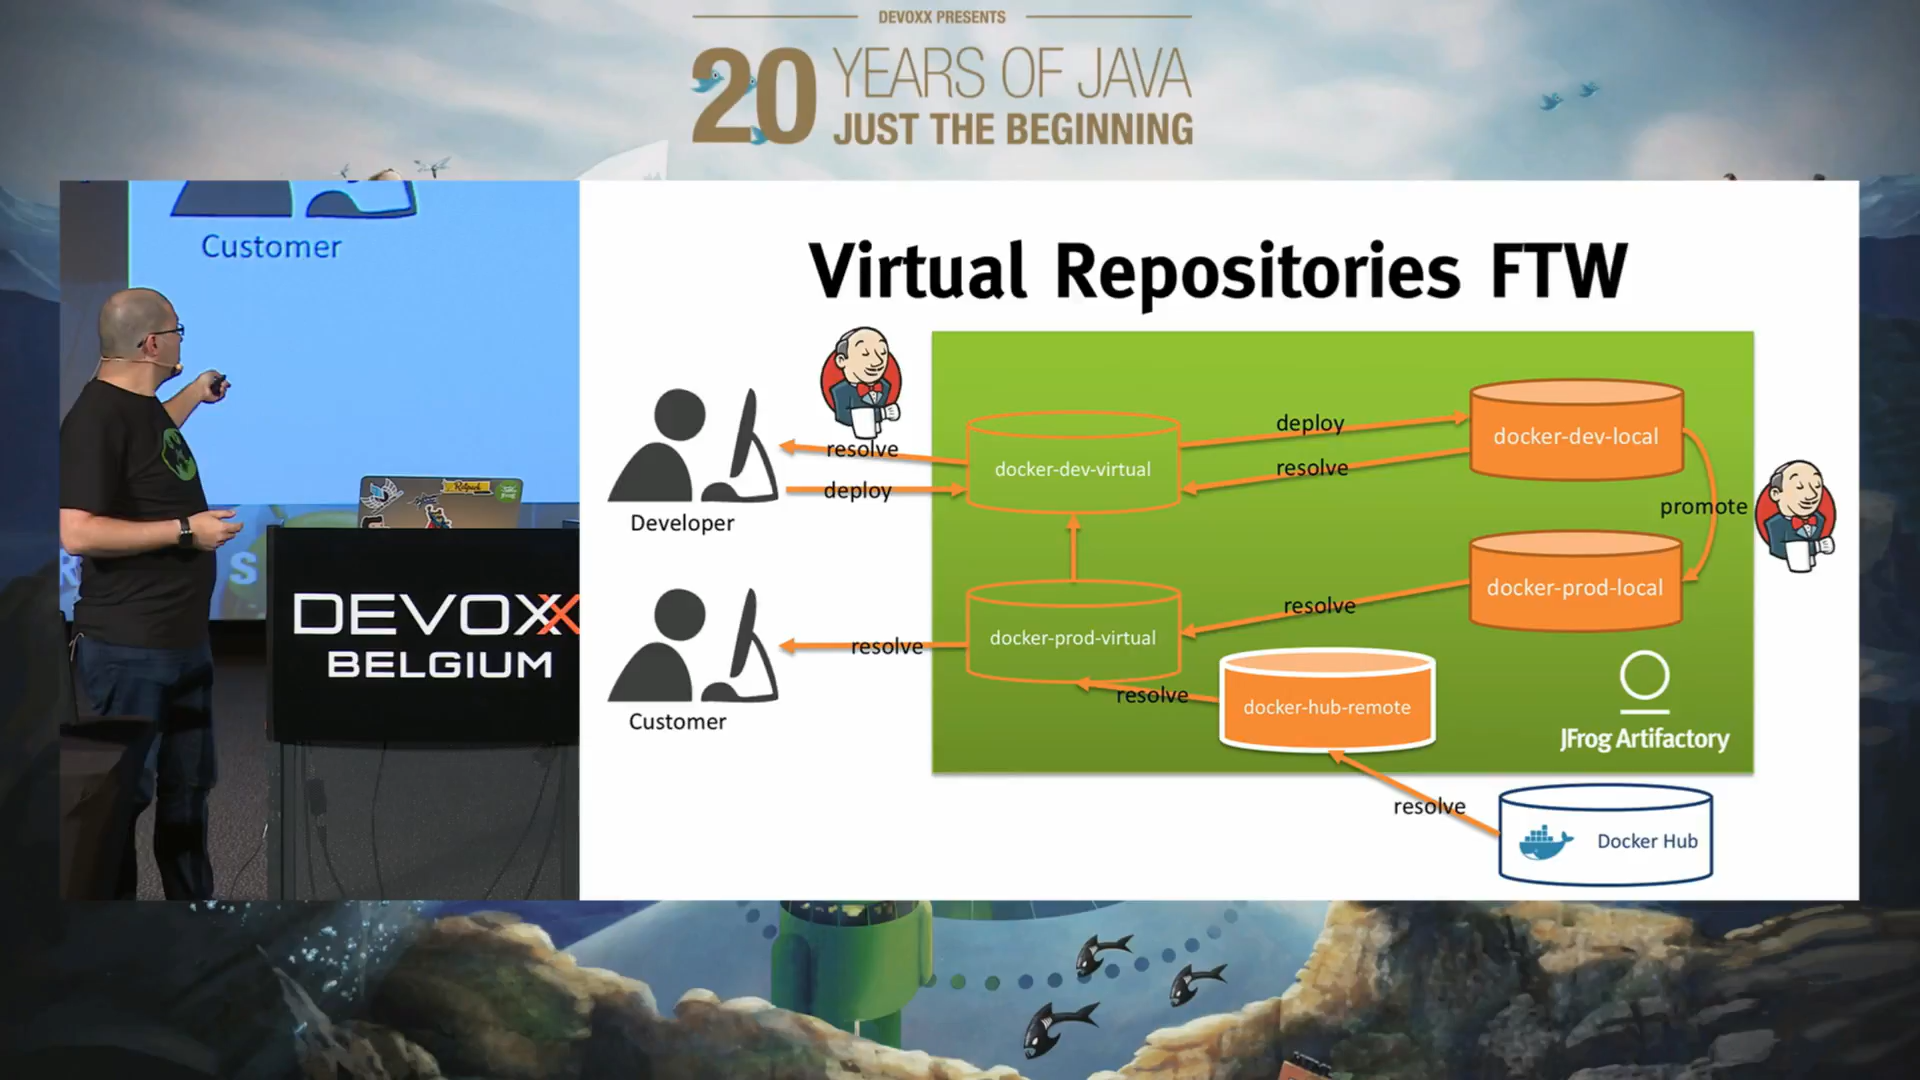 DEVOXX PRESENTS
20 YEARS OF JAVA
JUST THE BEGINNING
Customer
S
DEVOXX
BELGIUM
Virtual Repositories FTW
resolve
deploy
Developer
docker-dev-virtual
deploy
resolve
docker-dev-local
promote
docker-prod-local
resolve
docker-prod-virtual
resolve
Customer
resolve
docker-hub-remote
JFrog Artifactory
resolve
Docker Hub